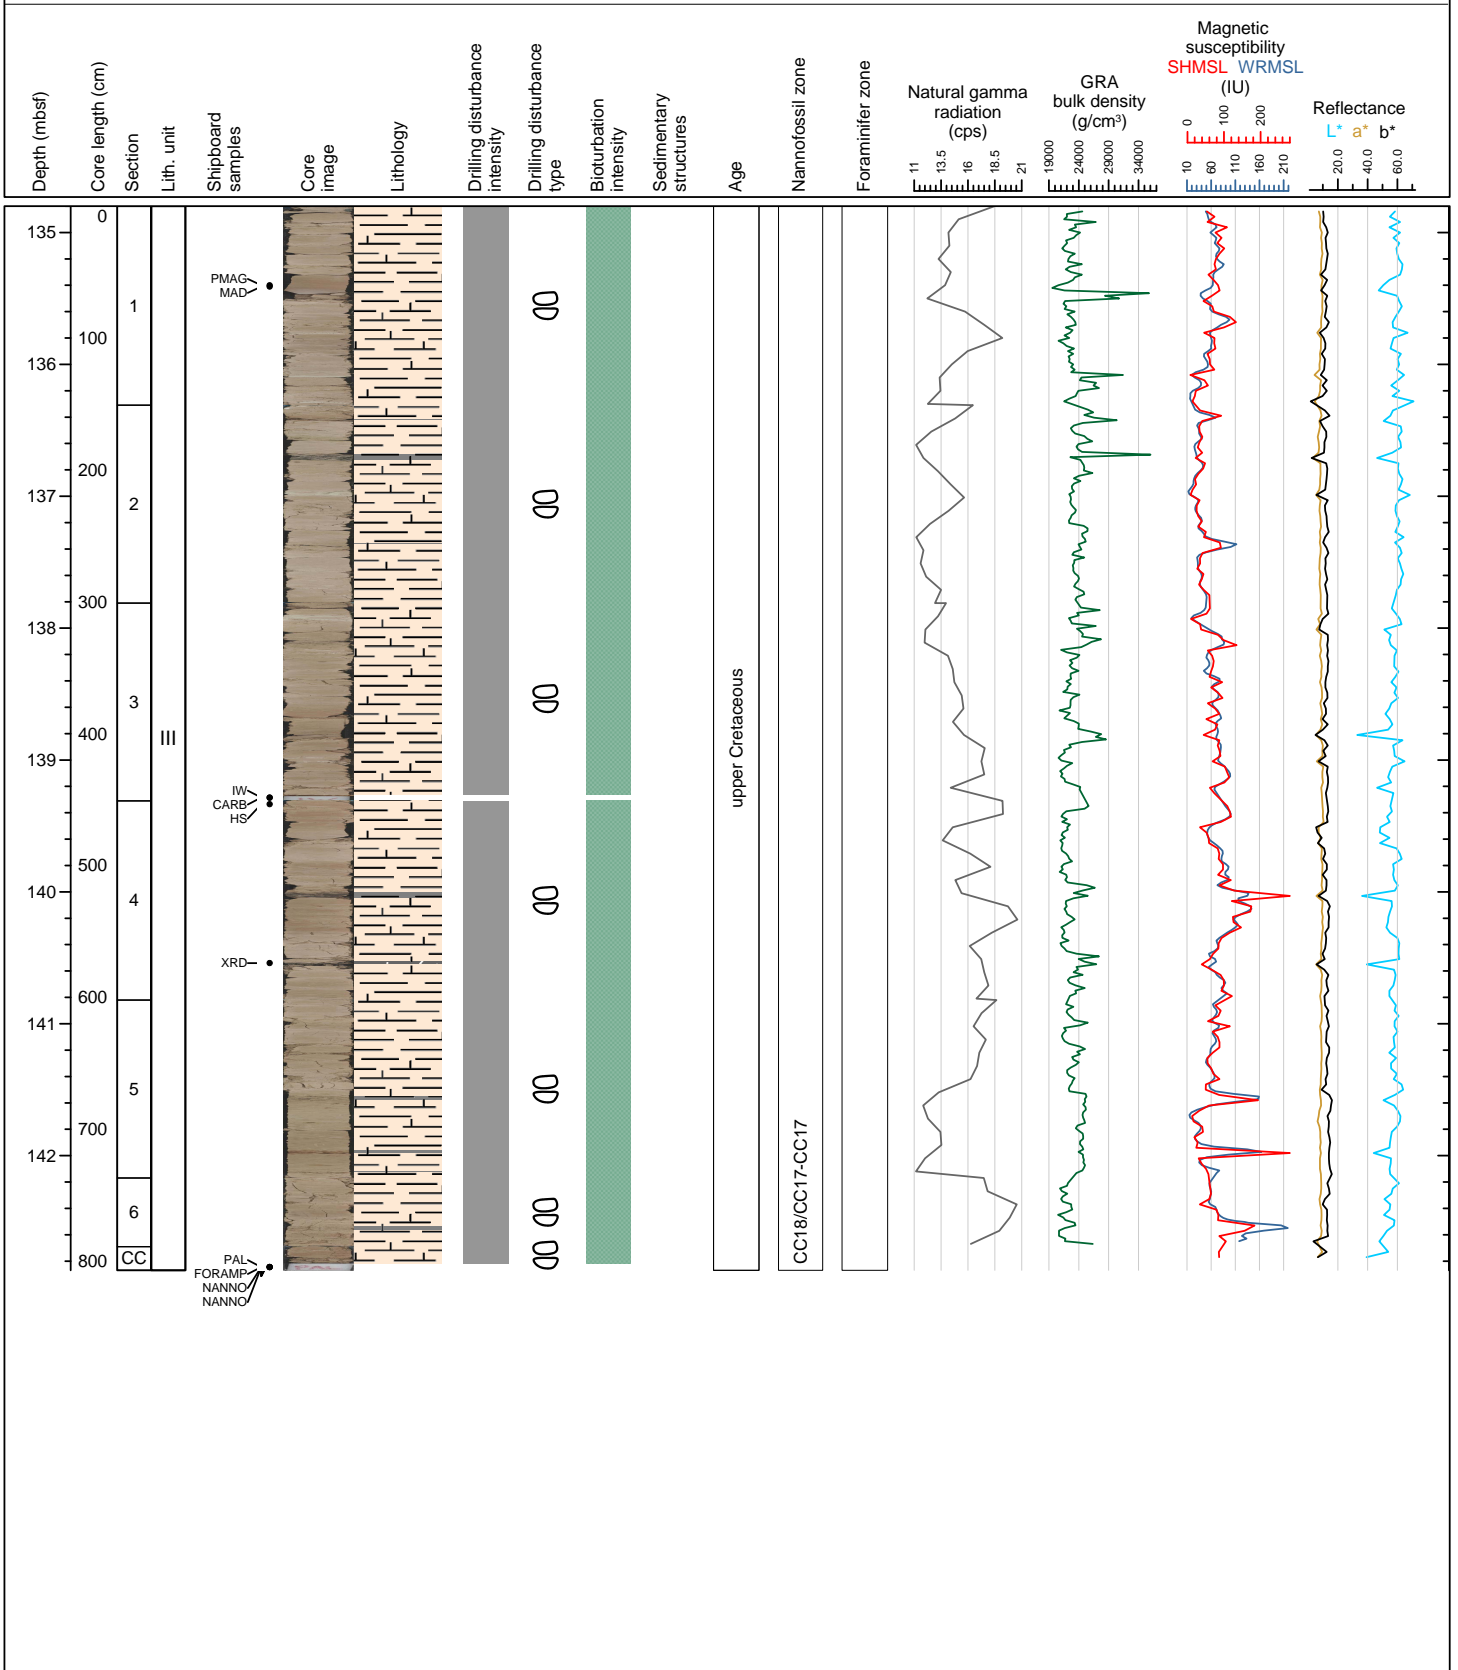 Depth (mbsf)
Core length (cm)
Section
Lith. unit
Shipboard
samples
Core
image
Lithology
Drilling disturbance
intensity
Drilling disturbance
type
Bioturbation
intensity
Sedimentary
structures
Age
Nannofossil zone
Foraminifer zone
Natural gamma
radiation
(cps)
11 13.5 16 18.5 21
GRA
bulk density
(g/cm³)
19000 24000 29000 34000
Magnetic
susceptibility
SHMSL WRMSL
(IU)
0 100 200
10 60 110 160 210
Reflectance
L* a* b*
20.0 40.0 60.0
135
136
137
138
139
140
141
142
0
100
200
300
400
500
600
700
800
1
2
3
4
5
6
CC
III
PMAG
MAD
IW
CARB
HS
XRD
PAL
FORAMP
NANNO
NANNO
upper Cretaceous
CC18/CC17-CC17